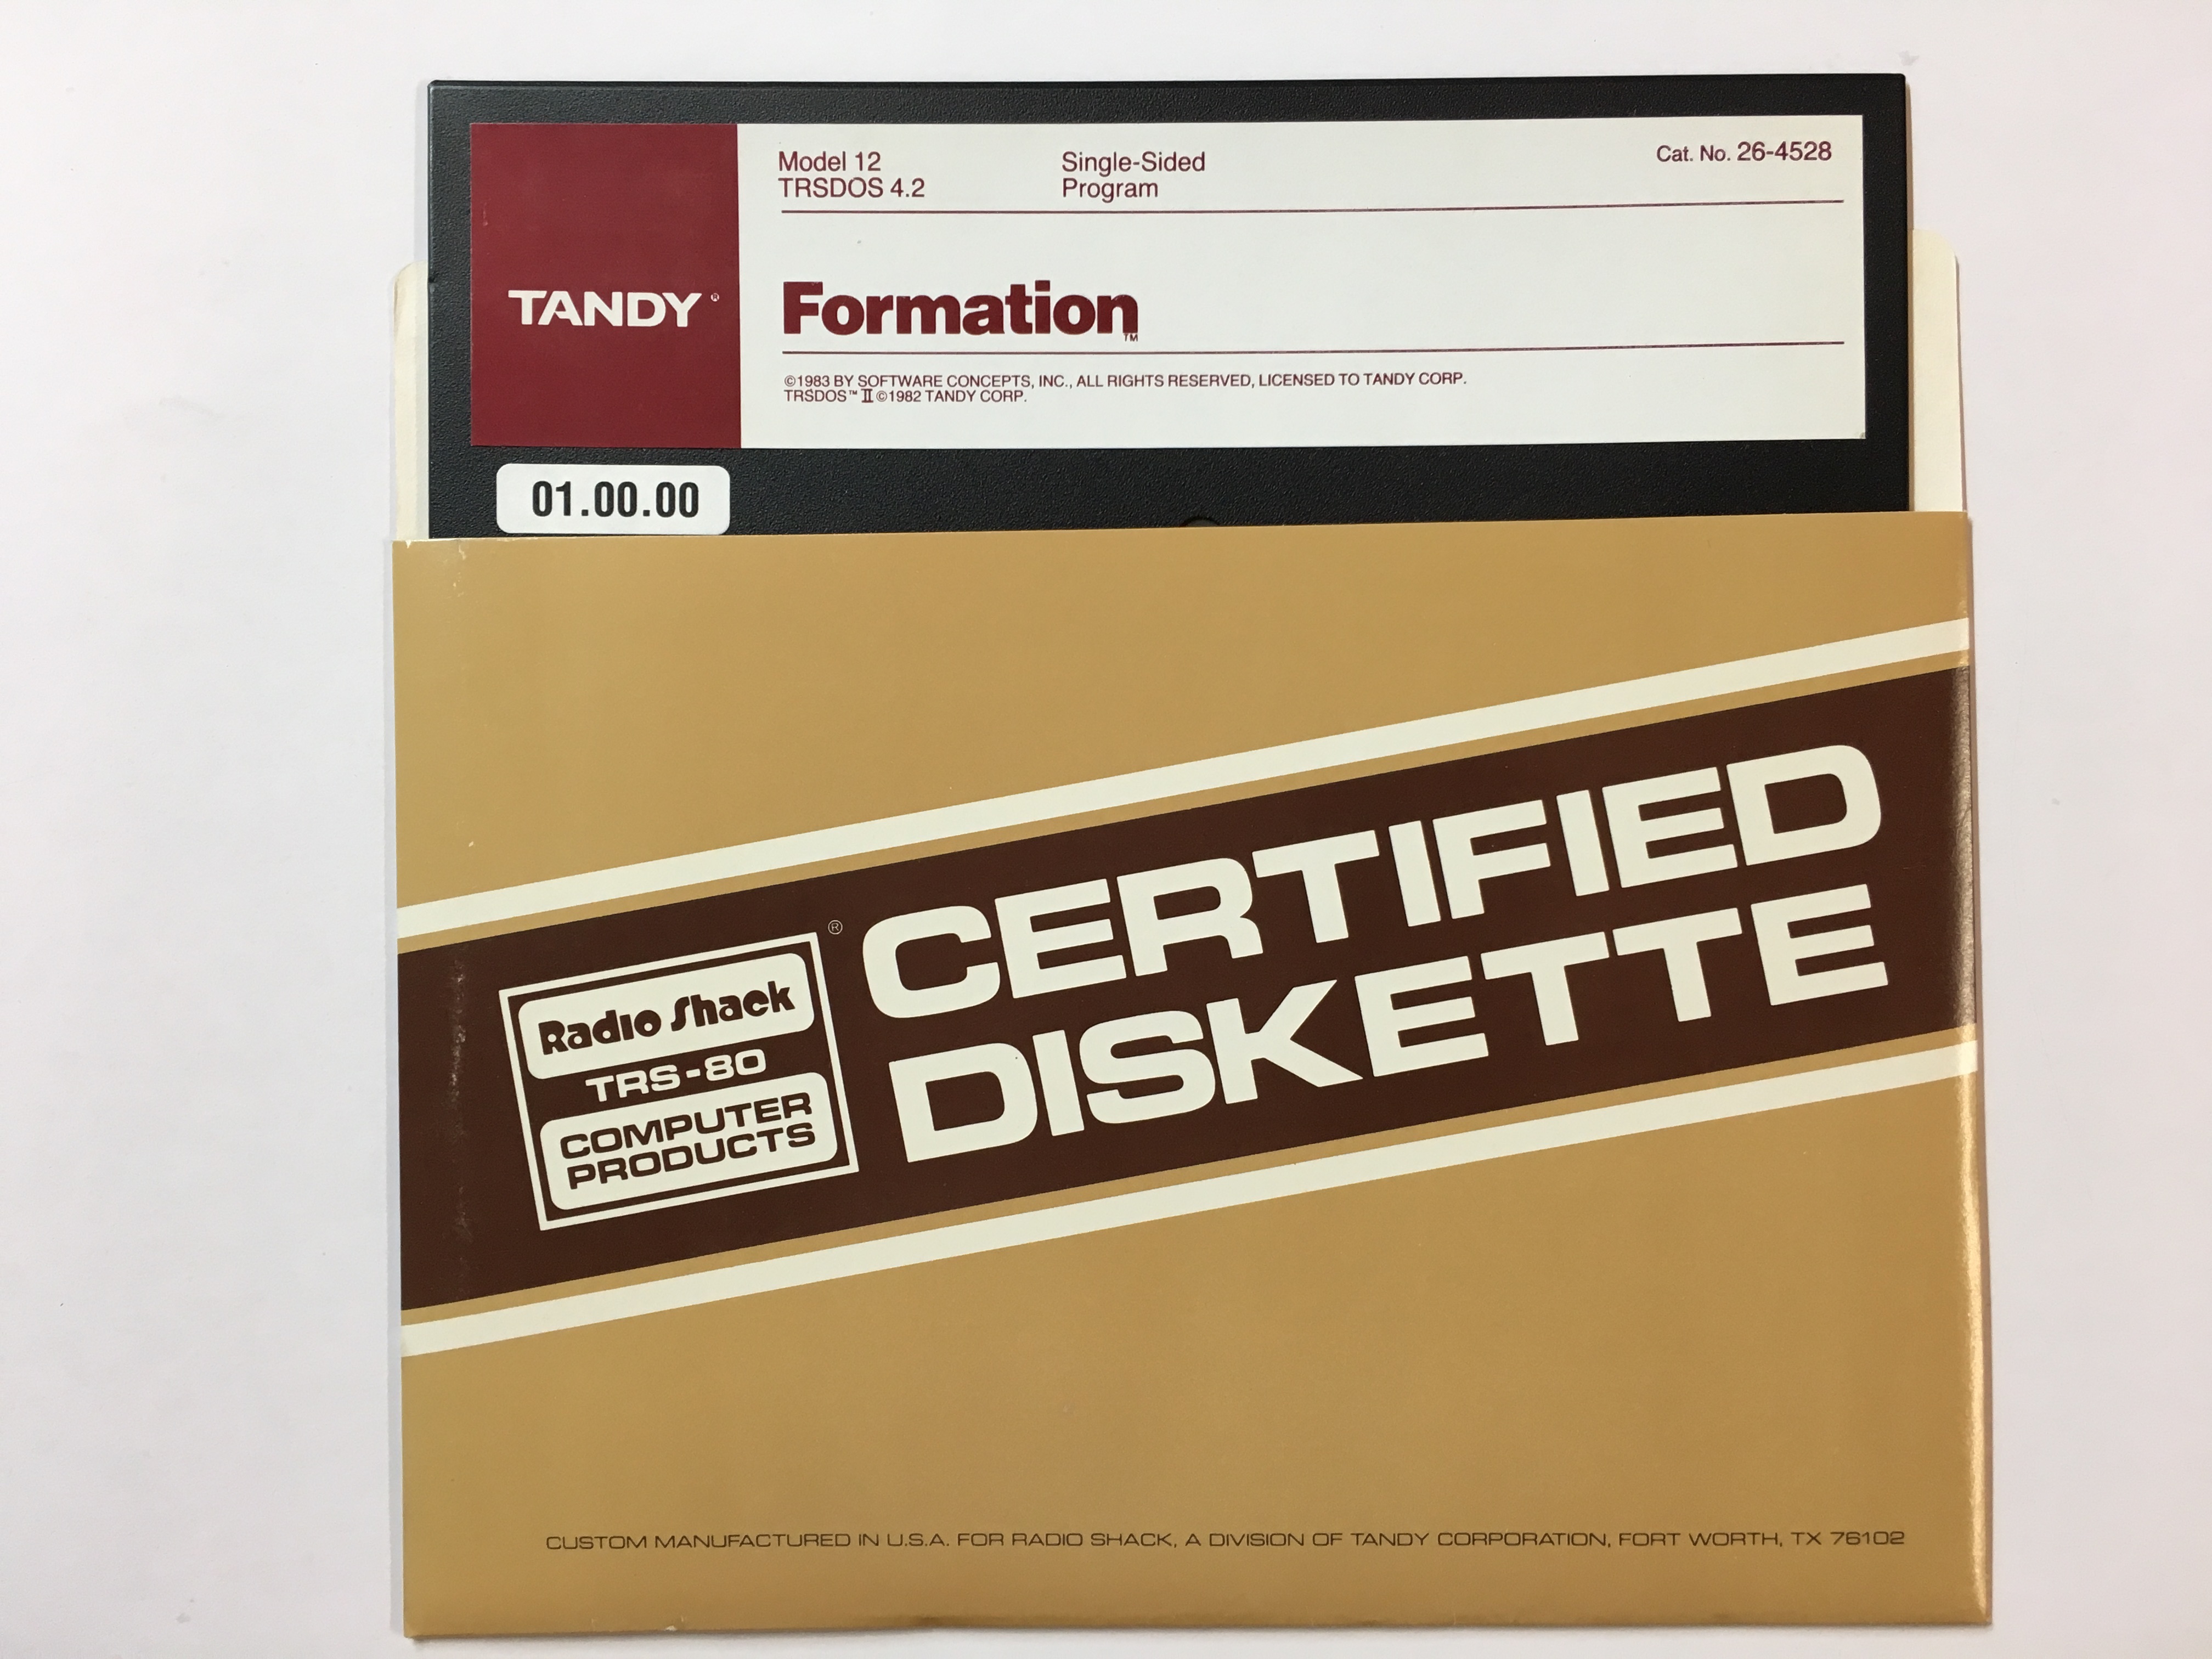 Model 12
TRSDOS 4.2
Single-Sided
Program
Cat. No. 26-4528
TANDY®
Formation™
©1983 BY SOFTWARE CONCEPTS, INC., ALL RIGHTS RESERVED, LICENSED TO TANDY CORP.
TRSDOS™ II ©1982 TANDY CORP.
01.00.00
Radio Shack
TRS-80
COMPUTER
PRODUCTS
®
CERTIFIED
DISKETTE
CUSTOM MANUFACTURED IN U.S.A. FOR RADIO SHACK, A DIVISION OF TANDY CORPORATION, FORT WORTH, TX 76102